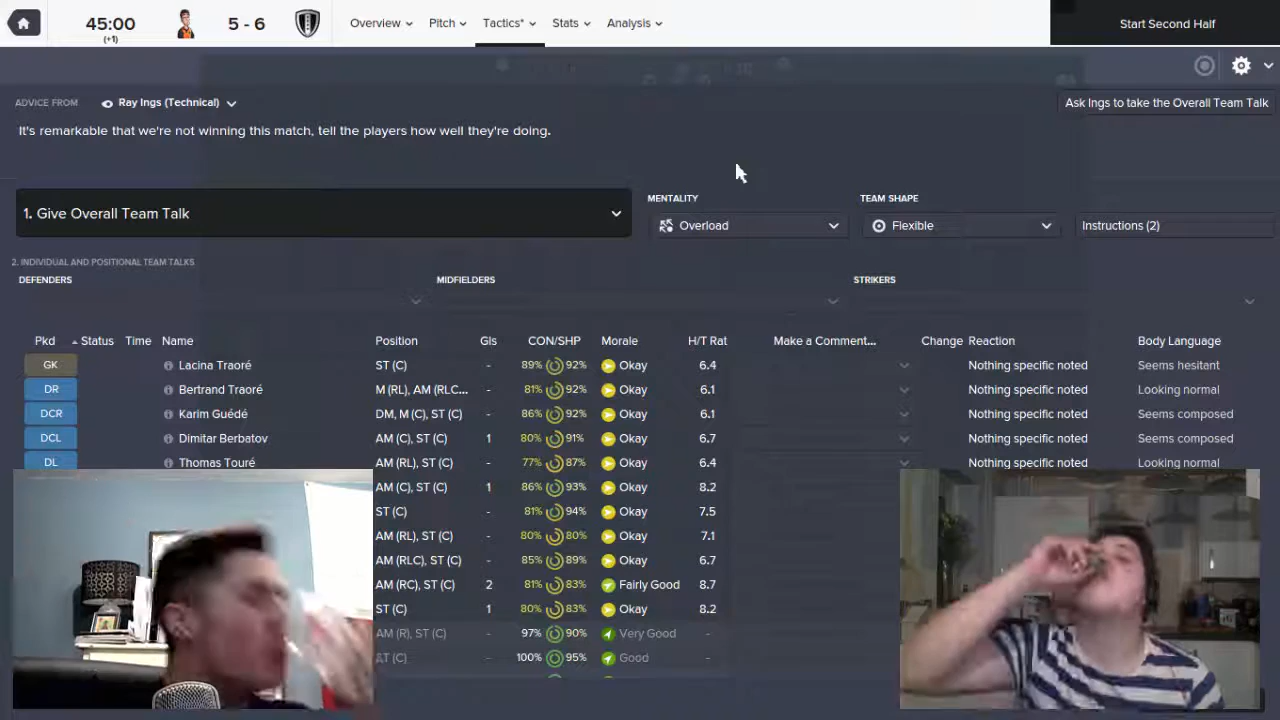 45:00
(+1)
5 - 6
Overview
Pitch
Tactics*
Stats
Analysis
Start Second Half
ADVICE FROM
Ray Ings (Technical)
Ask Ings to take the Overall Team Talk
It's remarkable that we're not winning this match, tell the players how well they're doing.
MENTALITY
TEAM SHAPE
1. Give Overall Team Talk
Overload
Flexible
Instructions (2)
2. INDIVIDUAL AND POSITIONAL TEAM TALKS
DEFENDERS
MIDFIELDERS
STRIKERS
Pkd Status Time Name Position Gls CON/SHP Morale H/T Rat Make a Comment... Change Reaction Body Language
GK Lacina Traoré ST (C) - 89% 92% Okay 6.4 Nothing specific noted Seems hesitant
DR Bertrand Traoré M (RL), AM (RLC... - 81% 92% Okay 6.1 Nothing specific noted Looking normal
DCR Karim Guédé DM, M (C), ST (C) - 86% 92% Okay 6.1 Nothing specific noted Seems composed
DCL Dimitar Berbatov AM (C), ST (C) 1 80% 91% Okay 6.7 Nothing specific noted Seems composed
DL Thomas Touré AM (RL), ST (C) - 77% 87% Okay 6.4 Nothing specific noted Looking normal
AM (C), ST (C) 1 86% 93% Okay 8.2
ST (C) - 81% 94% Okay 7.5
AM (RL), ST (C) - 80% 80% Okay 7.1
AM (RLC), ST (C) - 85% 89% Okay 6.7
AM (RC), ST (C) 2 81% 83% Fairly Good 8.7
ST (C) 1 80% 83% Okay 8.2
AM (R), ST (C) - 97% 90% Very Good -
ST (C) - 100% 95% Good -